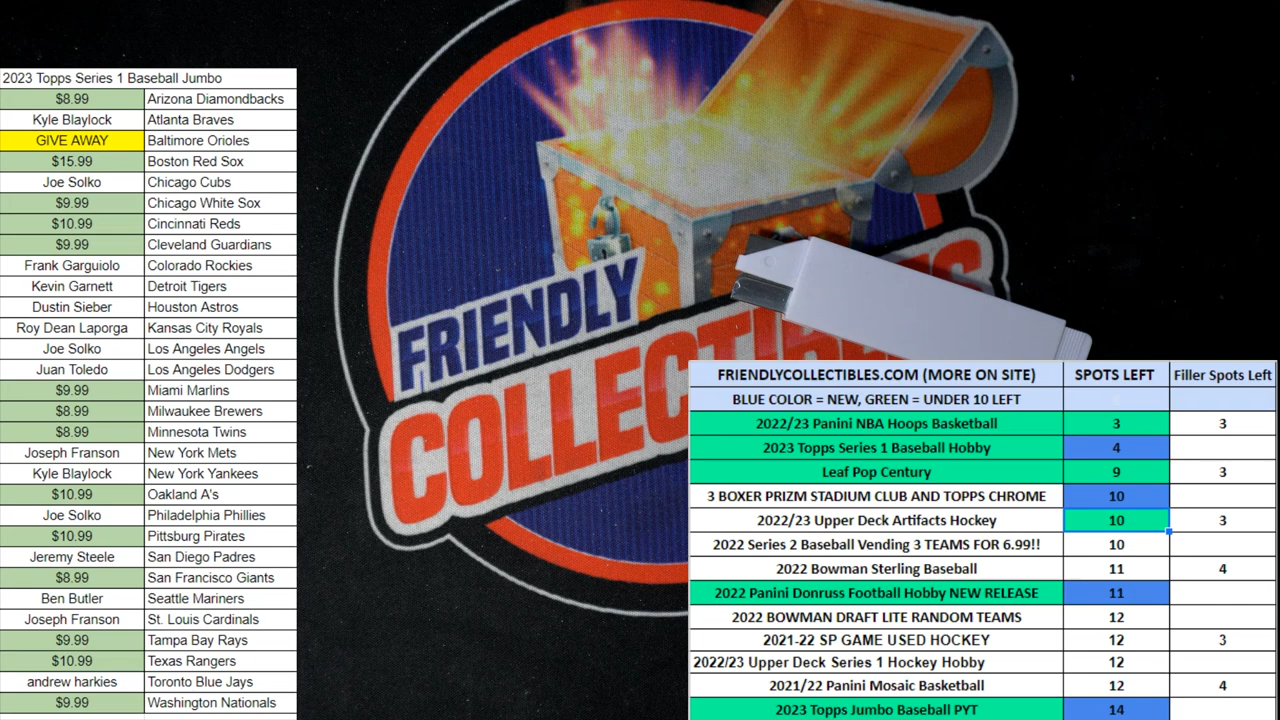 2023 Topps Series 1 Baseball Jumbo
$8.99 Arizona Diamondbacks
Kyle Blaylock Atlanta Braves
GIVE AWAY Baltimore Orioles
$15.99 Boston Red Sox
Joe Solko Chicago Cubs
$9.99 Chicago White Sox
$10.99 Cincinnati Reds
$9.99 Cleveland Guardians
Frank Garguiolo Colorado Rockies
Kevin Garnett Detroit Tigers
Dustin Sieber Houston Astros
Roy Dean Laporga Kansas City Royals
Joe Solko Los Angeles Angels
Juan Toledo Los Angeles Dodgers
$9.99 Miami Marlins
$8.99 Milwaukee Brewers
$8.99 Minnesota Twins
Joseph Franson New York Mets
Kyle Blaylock New York Yankees
$10.99 Oakland A's
Joe Solko Philadelphia Phillies
$10.99 Pittsburg Pirates
Jeremy Steele San Diego Padres
$8.99 San Francisco Giants
Ben Butler Seattle Mariners
Joseph Franson St. Louis Cardinals
$9.99 Tampa Bay Rays
$10.99 Texas Rangers
andrew harkies Toronto Blue Jays
$9.99 Washington Nationals
FRIENDLY
COLLECTIBLES
FRIENDLYCOLLECTIBLES.COM (MORE ON SITE) SPOTS LEFT Filler Spots Left
BLUE COLOR = NEW, GREEN = UNDER 10 LEFT
2022/23 Panini NBA Hoops Basketball 3 3
2023 Topps Series 1 Baseball Hobby 4
Leaf Pop Century 9 3
3 BOXER PRIZM STADIUM CLUB AND TOPPS CHROME 10
2022/23 Upper Deck Artifacts Hockey 10 3
2022 Series 2 Baseball Vending 3 TEAMS FOR 6.99!! 10
2022 Bowman Sterling Baseball 11 4
2022 Panini Donruss Football Hobby NEW RELEASE 11
2022 BOWMAN DRAFT LITE RANDOM TEAMS 12
2021-22 SP GAME USED HOCKEY 12 3
2022/23 Upper Deck Series 1 Hockey Hobby 12
2021/22 Panini Mosaic Basketball 12 4
2023 Topps Jumbo Baseball PYT 14